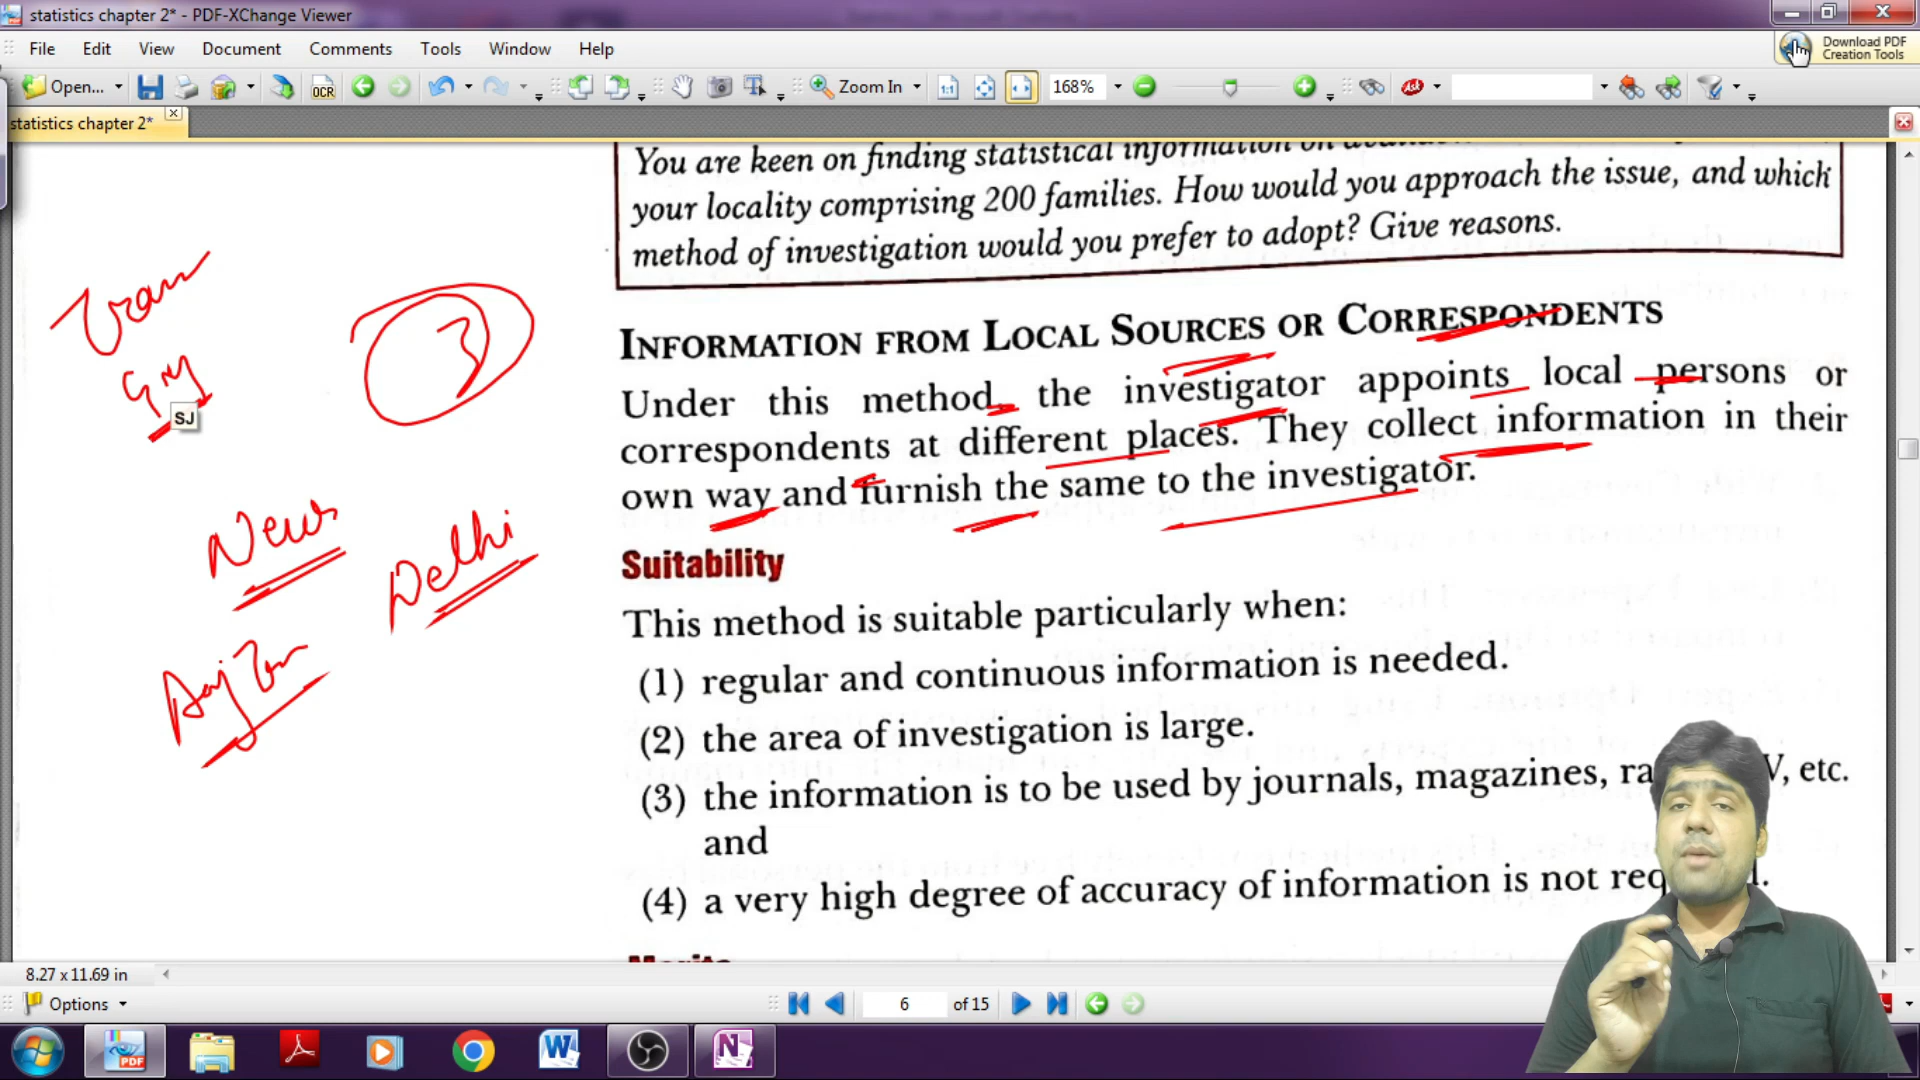 statistics chapter 2* - PDF-XChange Viewer
File Edit View Document Comments Tools Window Help
Download PDF
Creation Tools
Open... OCR Zoom In 1:1 168%
statistics chapter 2*
You are keen on finding statistical information on
your locality comprising 200 families. How would you approach the issue, and which
method of investigation would you prefer to adopt? Give reasons.
INFORMATION FROM LOCAL SOURCES OR CORRESPONDENTS
Under this method, the investigator appoints local persons or
correspondents at different places. They collect information in their
own way and furnish the same to the investigator.
3
SJ
News
Delhi
Suitability
This method is suitable particularly when:
(1) regular and continuous information is needed.
(2) the area of investigation is large.
(3) the information is to be used by journals, magazines, V, etc.
and
(4) a very high degree of accuracy of information is not
Merits
8.27 x 11.69 in
Options 6 of 15
PDF W N